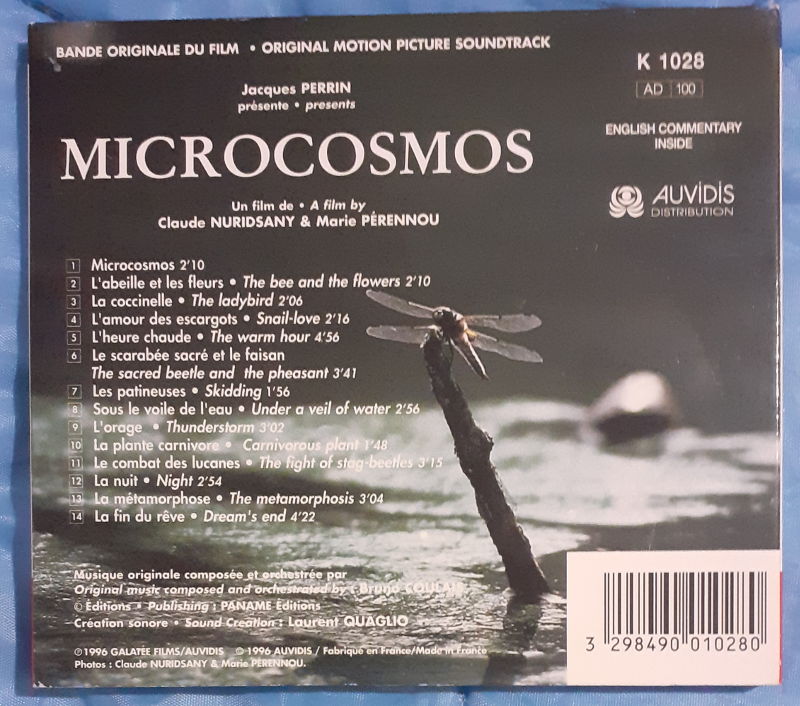 BANDE ORIGINALE DU FILM • ORIGINAL MOTION PICTURE SOUNDTRACK
K 1028
AD 100
Jacques PERRIN
présente • presents
ENGLISH COMMENTARY
INSIDE
MICROCOSMOS
AUVIDIS
DISTRIBUTION
Un film de • A film by
Claude NURIDSANY & Marie PÉRENNOU
1 Microcosmos 2'10
2 L'abeille et les fleurs • The bee and the flowers 2'10
3 La coccinelle • The ladybird 2'06
4 L'amour des escargots • Snail-love 2'16
5 L'heure chaude • The warm hour 4'56
6 Le scarabée sacré et le faisan
The sacred beetle and the pheasant 3'41
7 Les patineuses • Skidding 1'56
8 Sous le voile de l'eau • Under a veil of water 2'56
9 L'orage • Thunderstorm 3'02
10 La plante carnivore • Carnivorous plant 1'48
11 Le combat des lucanes • The fight of stag-beetles 3'15
12 La nuit • Night 2'54
13 La métamorphose • The metamorphosis 3'04
14 La fin du rêve • Dream's end 4'22
Musique originale composée et orchestrée par
Original music composed and orchestrated by : Bruno COULAIS
© Éditions • Publishing : PANAME Éditions
Création sonore • Sound Création : Laurent QUAGLIO
℗ 1996 GALATÉE FILMS/AUVIDIS © 1996 AUVIDIS / Fabriqué en France/Made in France
Photos : Claude NURIDSANY & Marie PÉRENNOU.
3 298490 010280